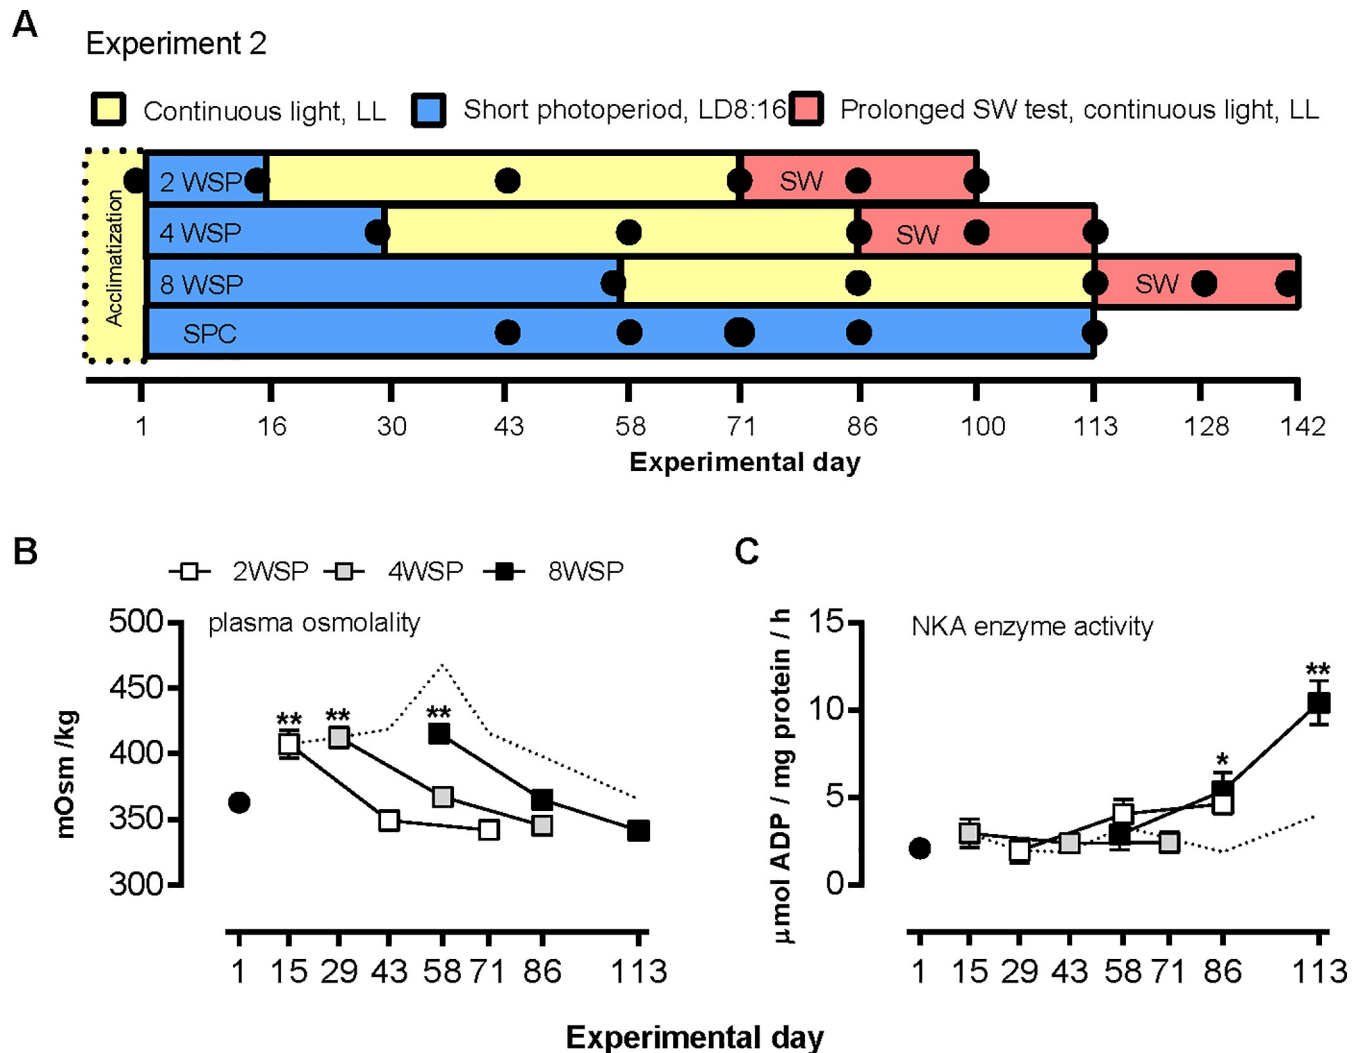 A
Experiment 2
Continuous light, LL
Short photoperiod, LD8:16
Prolonged SW test, continuous light, LL
Acclimatization
2 WSP
SW
4 WSP
SW
8 WSP
SW
SPC
1 16 30 43 58 71 86 100 113 128 142
Experimental day
B
2WSP 4WSP 8WSP
plasma osmolality
mOsm /kg
500
450
400
350
300
** ** **
1 15 29 43 58 71 86 113
C
NKA enzyme activity
µmol ADP / mg protein / h
15
10
5
0
**
*
1 15 29 43 58 71 86 113
Experimental day